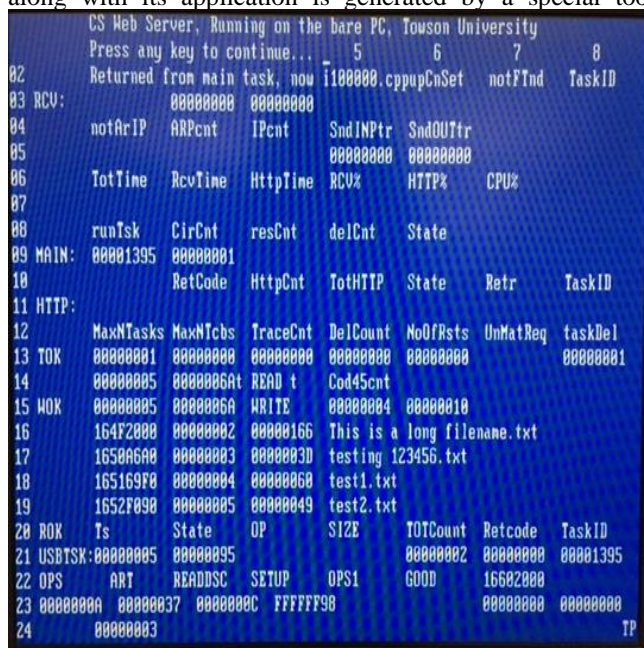 along with its application is generated by a special too
CS Web Server, Running on the bare PC, Towson University
Press any key to continue... _ 5 6 7 8
02 Returned from main task, now i100000.cppupCnSet notFTnd TaskID
03 RCV: 00000000 00000000
04 notArIP ARPcnt IPcnt SndINPtr SndOUTtr
05 00000000 00000000
06 TotTime RcvTime HttpTime RCV% HTTP% CPU%
07
08 runTsk CirCnt resCnt delCnt State
09 MAIN: 00001395 00000001
10 RetCode HttpCnt TotHTTP State Retr TaskID
11 HTTP:
12 MaxNTasks MaxNTcbs TraceCnt DelCount NoOfRsts UnMatReq taskDel
13 TOK 00000001 00000000 00000000 00000000 00000000 00000001
14 00000005 0000006At READ t Cod45cnt
15 WOK 00000005 0000006A WRITE 00000004 00000010
16 164F2000 00000002 00000166 This is a long filename.txt
17 1650A6A0 00000003 0000003D testing 123456.txt
18 165169F0 00000004 00000060 test1.txt
19 1652F090 00000005 00000049 test2.txt
20 ROK Ts State OP SIZE TOTCount Retcode TaskID
21 USBTSK:00000005 00000095 00000002 00000000 00001395
22 OPS ART READDSC SETUP OPS1 GOOD 16602000
23 0000000A 00000037 0000000C FFFFFF98 00000000 00000000
24 00000003 TP